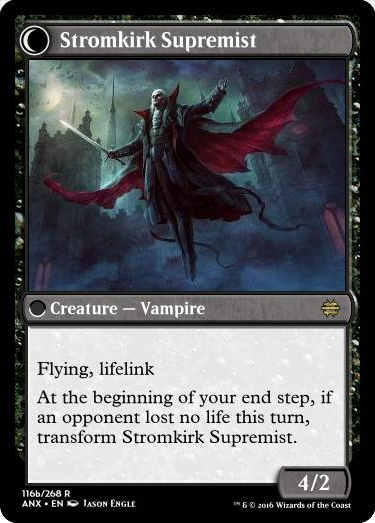 Stromkirk Supremist
Creature — Vampire
Flying, lifelink
At the beginning of your end step, if
an opponent lost no life this turn,
transform Stromkirk Supremist.
4/2
116b/268 R
ANX • EN Jason Engle
™ & © 2016 Wizards of the Coast